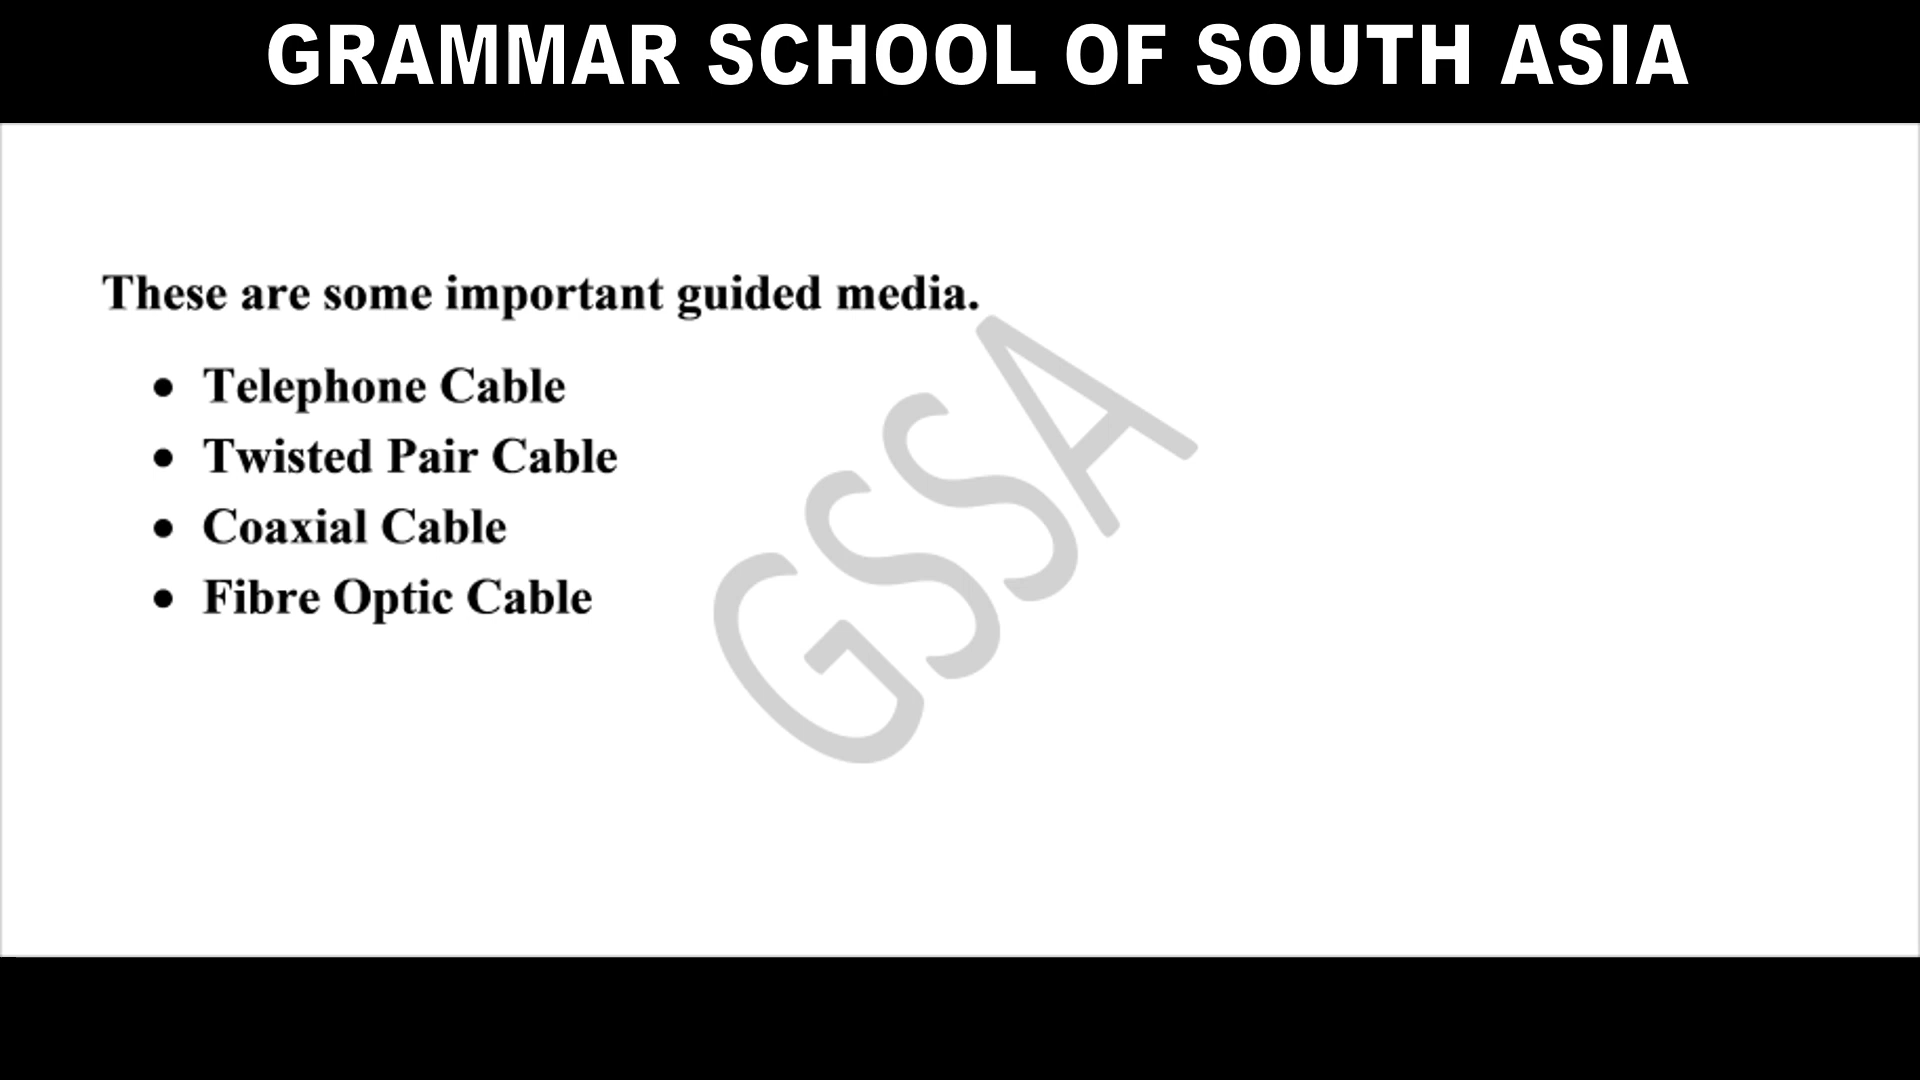 GRAMMAR SCHOOL OF SOUTH ASIA
These are some important guided media.
• Telephone Cable
• Twisted Pair Cable
• Coaxial Cable
• Fibre Optic Cable
GSSA